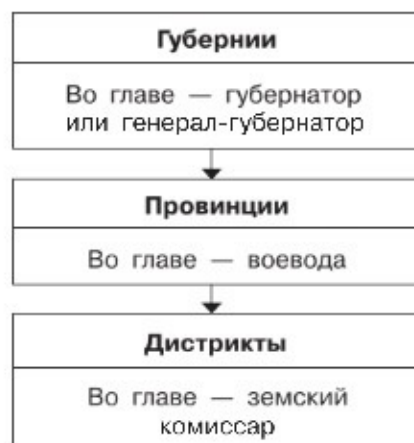 Губернии
Во главе — губернатор
или генерал-губернатор
Провинции
Во главе — воевода
Дистрикты
Во главе — земский
комиссар